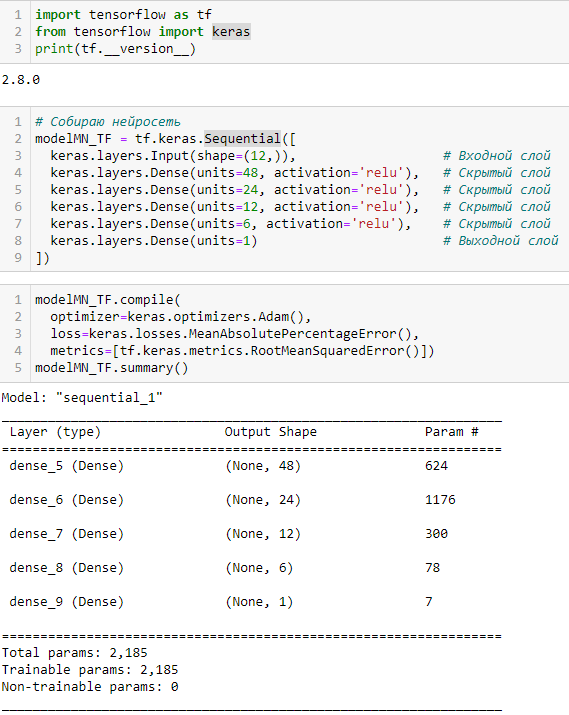 1 import tensorflow as tf
2 from tensorflow import keras
3 print(tf.__version__)
2.8.0
1 # Собираю нейросеть
2 modelMN_TF = tf.keras.Sequential([
3   keras.layers.Input(shape=(12,)),                   # Входной слой
4   keras.layers.Dense(units=48, activation='relu'),   # Скрытый слой
5   keras.layers.Dense(units=24, activation='relu'),   # Скрытый слой
6   keras.layers.Dense(units=12, activation='relu'),   # Скрытый слой
7   keras.layers.Dense(units=6, activation='relu'),    # Скрытый слой
8   keras.layers.Dense(units=1)                        # Выходной слой
9 ])
1 modelMN_TF.compile(
2   optimizer=keras.optimizers.Adam(),
3   loss=keras.losses.MeanAbsolutePercentageError(),
4   metrics=[tf.keras.metrics.RootMeanSquaredError()])
5 modelMN_TF.summary()
Model: "sequential_1"
Layer (type)                Output Shape              Param #
dense_5 (Dense)             (None, 48)                624
dense_6 (Dense)             (None, 24)                1176
dense_7 (Dense)             (None, 12)                300
dense_8 (Dense)             (None, 6)                 78
dense_9 (Dense)             (None, 1)                 7
Total params: 2,185
Trainable params: 2,185
Non-trainable params: 0